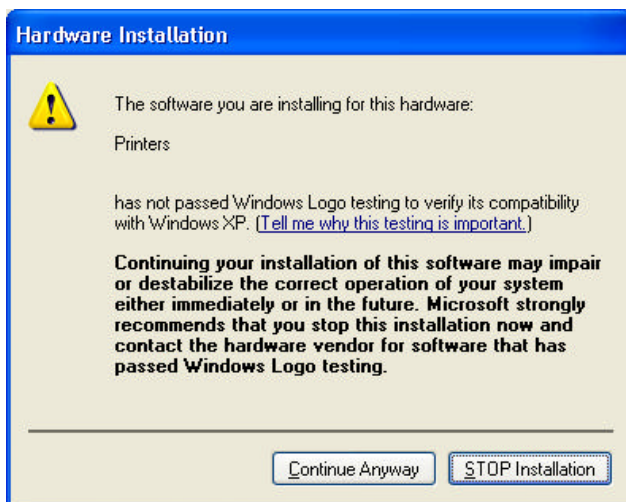 Hardware Installation
The software you are installing for this hardware:
Printers
has not passed Windows Logo testing to verify its compatibility
with Windows XP. (Tell me why this testing is important.)
Continuing your installation of this software may impair
or destabilize the correct operation of your system
either immediately or in the future. Microsoft strongly
recommends that you stop this installation now and
contact the hardware vendor for software that has
passed Windows Logo testing.
Continue Anyway STOP Installation